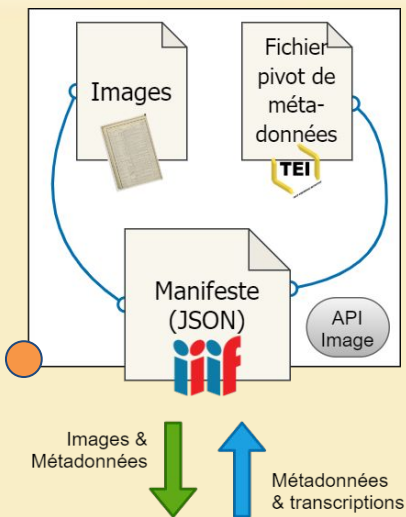 Images
Fichier
pivot de
méta-
données
TEI
Manifeste
(JSON)
iiif
API
Image
Images &
Métadonnées
Métadonnées
& transcriptions